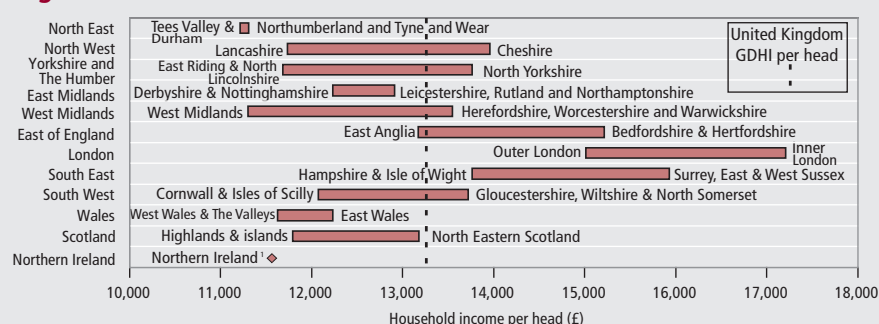 North East
Tees Valley &
Durham
Northumberland and Tyne and Wear
North West
Lancashire
Cheshire
Yorkshire and
The Humber
East Riding & North
Lincolnshire
North Yorkshire
East Midlands
Derbyshire & Nottinghamshire
Leicestershire, Rutland and Northamptonshire
West Midlands
West Midlands
Herefordshire, Worcestershire and Warwickshire
East of England
East Anglia
Bedfordshire & Hertfordshire
London
Outer London
Inner
London
South East
Hampshire & Isle of Wight
Surrey, East & West Sussex
South West
Cornwall & Isles of Scilly
Gloucestershire, Wiltshire & North Somerset
Wales
West Wales & The Valleys
East Wales
Scotland
Highlands & islands
North Eastern Scotland
Northern Ireland
Northern Ireland ¹
United Kingdom
GDHI per head
10,000 11,000 12,000 13,000 14,000 15,000 16,000 17,000 18,000
Household income per head (£)